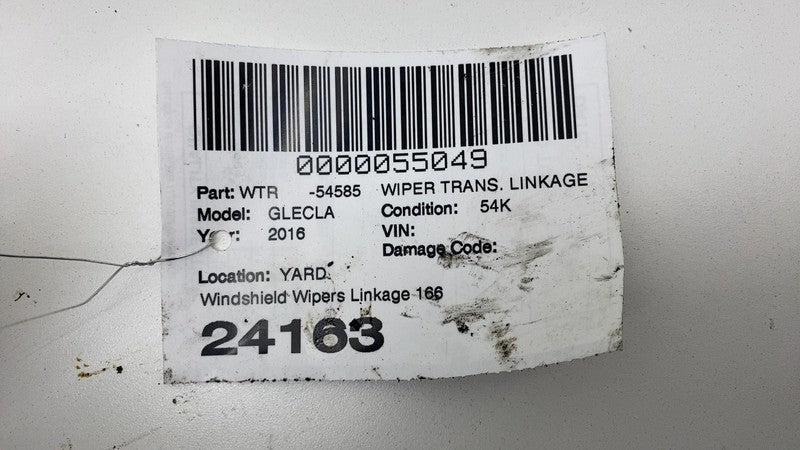 0000055049
Part: WTR -54585 WIPER TRANS. LINKAGE
Model: GLECLA Condition: 54K
Year: 2016 VIN:
Damage Code:
Location: YARD
Windshield Wipers Linkage 166
24163